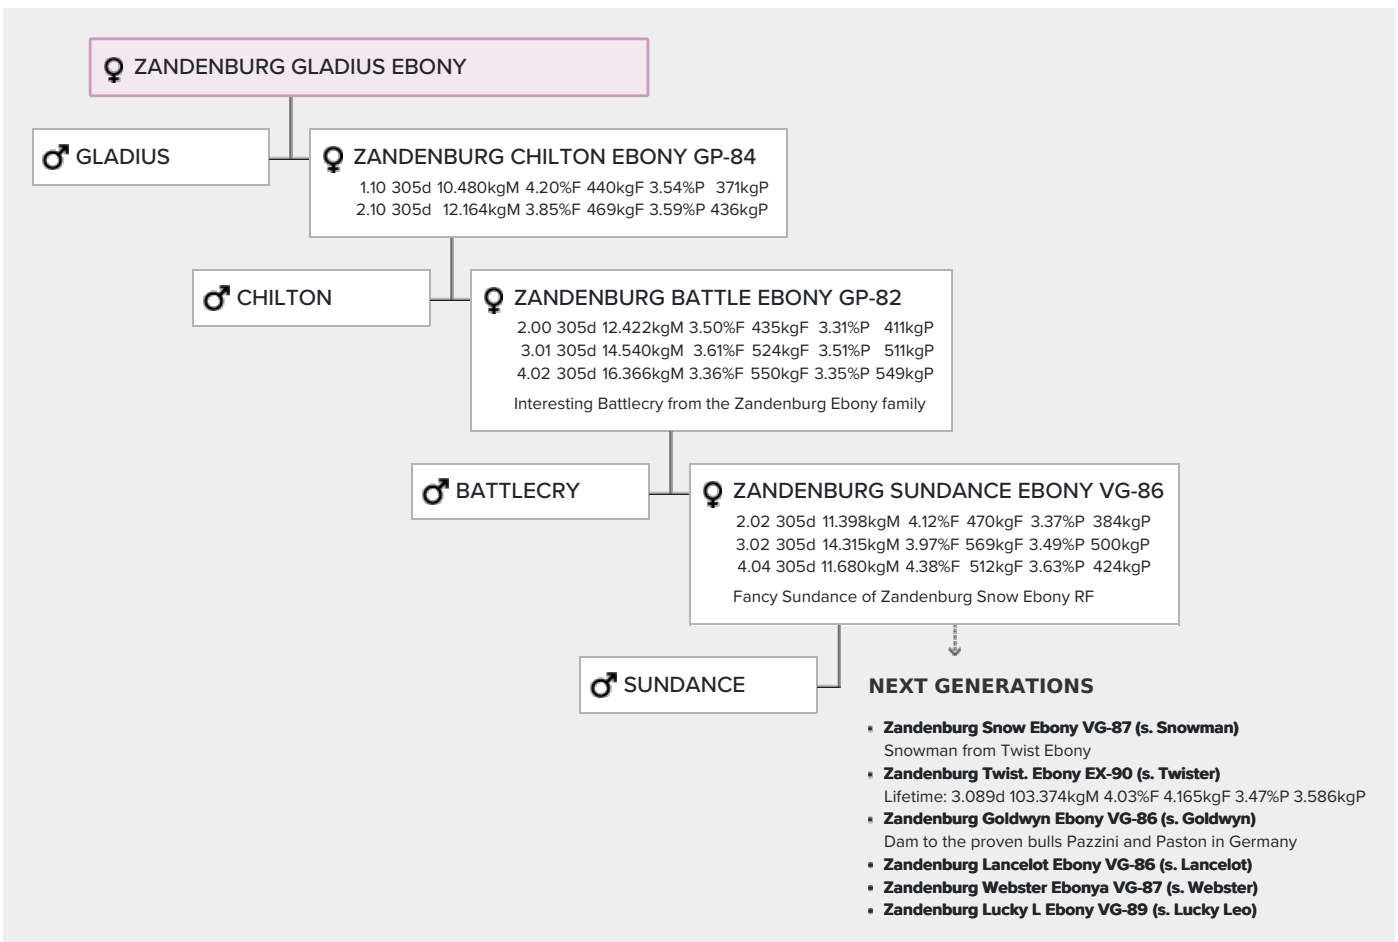 ZANDENBURG GLADIUS EBONY
GLADIUS
ZANDENBURG CHILTON EBONY GP-84
1.10 305d 10.480kgM 4.20%F 440kgF 3.54%P 371kgP
2.10 305d 12.164kgM 3.85%F 469kgF 3.59%P 436kgP
CHILTON
ZANDENBURG BATTLE EBONY GP-82
2.00 305d 12.422kgM 3.50%F 435kgF 3.31%P 411kgP
3.01 305d 14.540kgM 3.61%F 524kgF 3.51%P 511kgP
4.02 305d 16.366kgM 3.36%F 550kgF 3.35%P 549kgP
Interesting Battlecry from the Zandenburg Ebony family
BATTLECRY
ZANDENBURG SUNDANCE EBONY VG-86
2.02 305d 11.398kgM 4.12%F 470kgF 3.37%P 384kgP
3.02 305d 14.315kgM 3.97%F 569kgF 3.49%P 500kgP
4.04 305d 11.680kgM 4.38%F 512kgF 3.63%P 424kgP
Fancy Sundance of Zandenburg Snow Ebony RF
SUNDANCE
NEXT GENERATIONS
Zandenburg Snow Ebony VG-87 (s. Snowman)
Snowman from Twist Ebony
Zandenburg Twist. Ebony EX-90 (s. Twister)
Lifetime: 3.089d 103.374kgM 4.03%F 4.165kgF 3.47%P 3.586kgP
Zandenburg Goldwyn Ebony VG-86 (s. Goldwyn)
Dam to the proven bulls Pazzini and Paston in Germany
Zandenburg Lancelot Ebony VG-86 (s. Lancelot)
Zandenburg Webster Ebonya VG-87 (s. Webster)
Zandenburg Lucky L Ebony VG-89 (s. Lucky Leo)